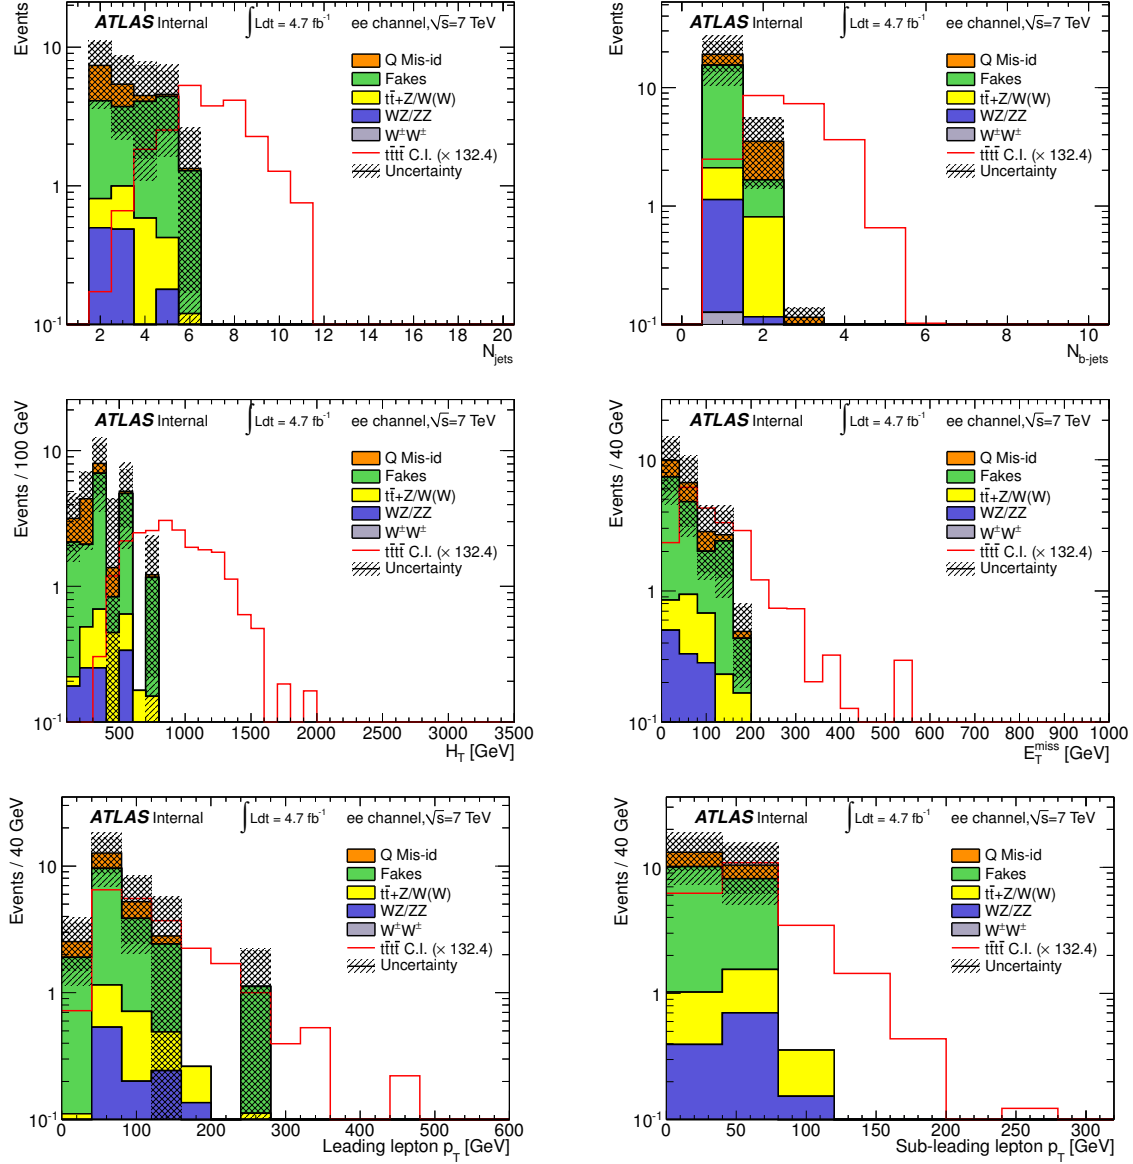 ATLAS Internal ∫ Ldt = 4.7 fb⁻¹ ee channel,√s=7 TeV
Events
Q Mis-id
Fakes
tt̄+Z/W(W)
WZ/ZZ
W±W±
tt̄tt̄ C.I. (× 132.4)
Uncertainty
10
1
10⁻¹
2 4 6 8 10 12 14 16 18 20
N_jets
ATLAS Internal ∫ Ldt = 4.7 fb⁻¹ ee channel,√s=7 TeV
Events
Q Mis-id
Fakes
tt̄+Z/W(W)
WZ/ZZ
W±W±
tt̄tt̄ C.I. (× 132.4)
Uncertainty
10
1
10⁻¹
0 2 4 6 8 10
N_b-jets
ATLAS Internal ∫ Ldt = 4.7 fb⁻¹ ee channel,√s=7 TeV
Events / 100 GeV
Q Mis-id
Fakes
tt̄+Z/W(W)
WZ/ZZ
W±W±
tt̄tt̄ C.I. (× 132.4)
Uncertainty
10
1
10⁻¹
500 1000 1500 2000 2500 3000 3500
H_T [GeV]
ATLAS Internal ∫ Ldt = 4.7 fb⁻¹ ee channel,√s=7 TeV
Events / 40 GeV
Q Mis-id
Fakes
tt̄+Z/W(W)
WZ/ZZ
W±W±
tt̄tt̄ C.I. (× 132.4)
Uncertainty
10
1
10⁻¹
0 100 200 300 400 500 600 700 800 900 1000
E_T^miss [GeV]
ATLAS Internal ∫ Ldt = 4.7 fb⁻¹ ee channel,√s=7 TeV
Events / 40 GeV
Q Mis-id
Fakes
tt̄+Z/W(W)
WZ/ZZ
W±W±
tt̄tt̄ C.I. (× 132.4)
Uncertainty
10
1
10⁻¹
0 100 200 300 400 500 600
Leading lepton p_T [GeV]
ATLAS Internal ∫ Ldt = 4.7 fb⁻¹ ee channel,√s=7 TeV
Events / 40 GeV
Q Mis-id
Fakes
tt̄+Z/W(W)
WZ/ZZ
W±W±
tt̄tt̄ C.I. (× 132.4)
Uncertainty
10
1
10⁻¹
0 50 100 150 200 250 300
Sub-leading lepton p_T [GeV]